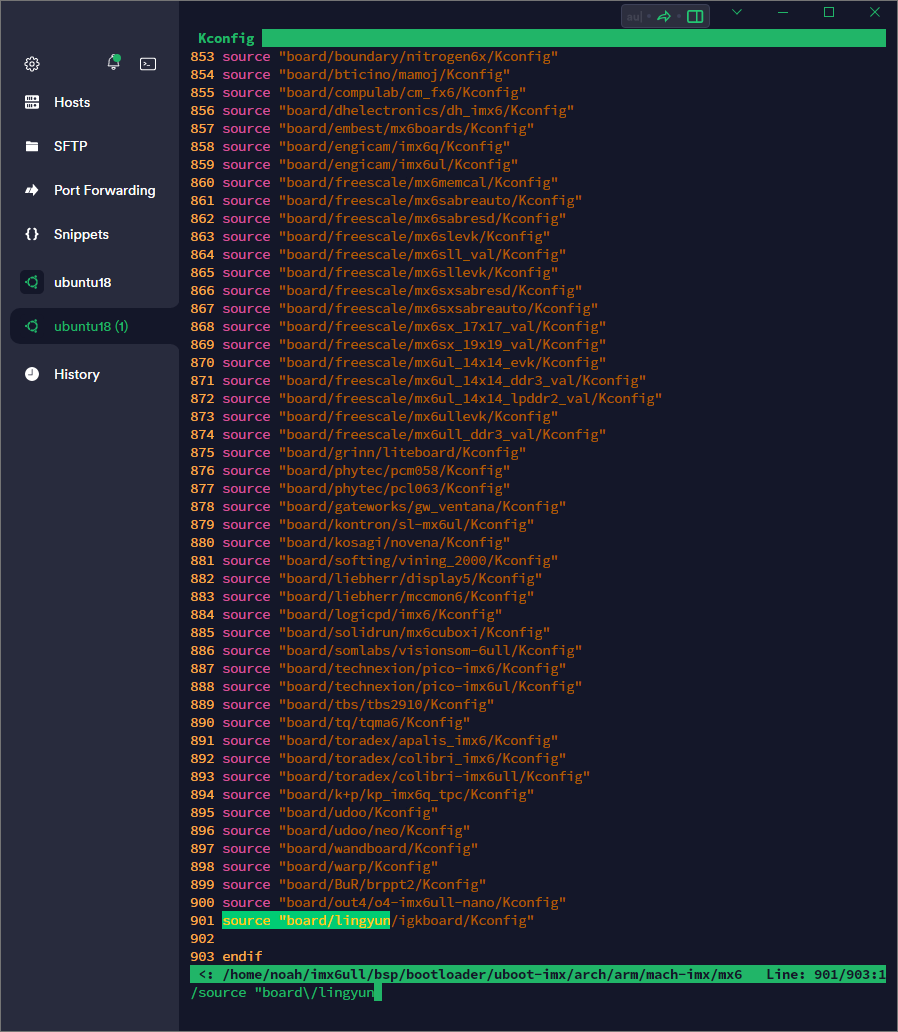 au|
Kconfig
Hosts
SFTP
Port Forwarding
Snippets
ubuntu18
ubuntu18 (1)
History
853 source "board/boundary/nitrogen6x/Kconfig"
854 source "board/bticino/mamoj/Kconfig"
855 source "board/compulab/cm_fx6/Kconfig"
856 source "board/dhelectronics/dh_imx6/Kconfig"
857 source "board/embest/mx6boards/Kconfig"
858 source "board/engicam/imx6q/Kconfig"
859 source "board/engicam/imx6ul/Kconfig"
860 source "board/freescale/mx6memcal/Kconfig"
861 source "board/freescale/mx6sabreauto/Kconfig"
862 source "board/freescale/mx6sabresd/Kconfig"
863 source "board/freescale/mx6slevk/Kconfig"
864 source "board/freescale/mx6sll_val/Kconfig"
865 source "board/freescale/mx6sllevk/Kconfig"
866 source "board/freescale/mx6sxsabresd/Kconfig"
867 source "board/freescale/mx6sxsabreauto/Kconfig"
868 source "board/freescale/mx6sx_17x17_val/Kconfig"
869 source "board/freescale/mx6sx_19x19_val/Kconfig"
870 source "board/freescale/mx6ul_14x14_evk/Kconfig"
871 source "board/freescale/mx6ul_14x14_ddr3_val/Kconfig"
872 source "board/freescale/mx6ul_14x14_lpddr2_val/Kconfig"
873 source "board/freescale/mx6ullevk/Kconfig"
874 source "board/freescale/mx6ull_ddr3_val/Kconfig"
875 source "board/grinn/liteboard/Kconfig"
876 source "board/phytec/pcm058/Kconfig"
877 source "board/phytec/pcl063/Kconfig"
878 source "board/gateworks/gw_ventana/Kconfig"
879 source "board/kontron/sl-mx6ul/Kconfig"
880 source "board/kosagi/novena/Kconfig"
881 source "board/softing/vining_2000/Kconfig"
882 source "board/liebherr/display5/Kconfig"
883 source "board/liebherr/mccmon6/Kconfig"
884 source "board/logicpd/imx6/Kconfig"
885 source "board/solidrun/mx6cuboxi/Kconfig"
886 source "board/somlabs/visionsom-6ull/Kconfig"
887 source "board/technexion/pico-imx6/Kconfig"
888 source "board/technexion/pico-imx6ul/Kconfig"
889 source "board/tbs/tbs2910/Kconfig"
890 source "board/tq/tqma6/Kconfig"
891 source "board/toradex/apalis_imx6/Kconfig"
892 source "board/toradex/colibri_imx6/Kconfig"
893 source "board/toradex/colibri-imx6ull/Kconfig"
894 source "board/k+p/kp_imx6q_tpc/Kconfig"
895 source "board/udoo/Kconfig"
896 source "board/udoo/neo/Kconfig"
897 source "board/wandboard/Kconfig"
898 source "board/warp/Kconfig"
899 source "board/BuR/brppt2/Kconfig"
900 source "board/out4/o4-imx6ull-nano/Kconfig"
901 source "board/lingyun/igkboard/Kconfig"
902
903 endif
<: /home/noah/imx6ull/bsp/bootloader/uboot-imx/arch/arm/mach-imx/mx6 Line: 901/903:1
/source "board\/lingyun